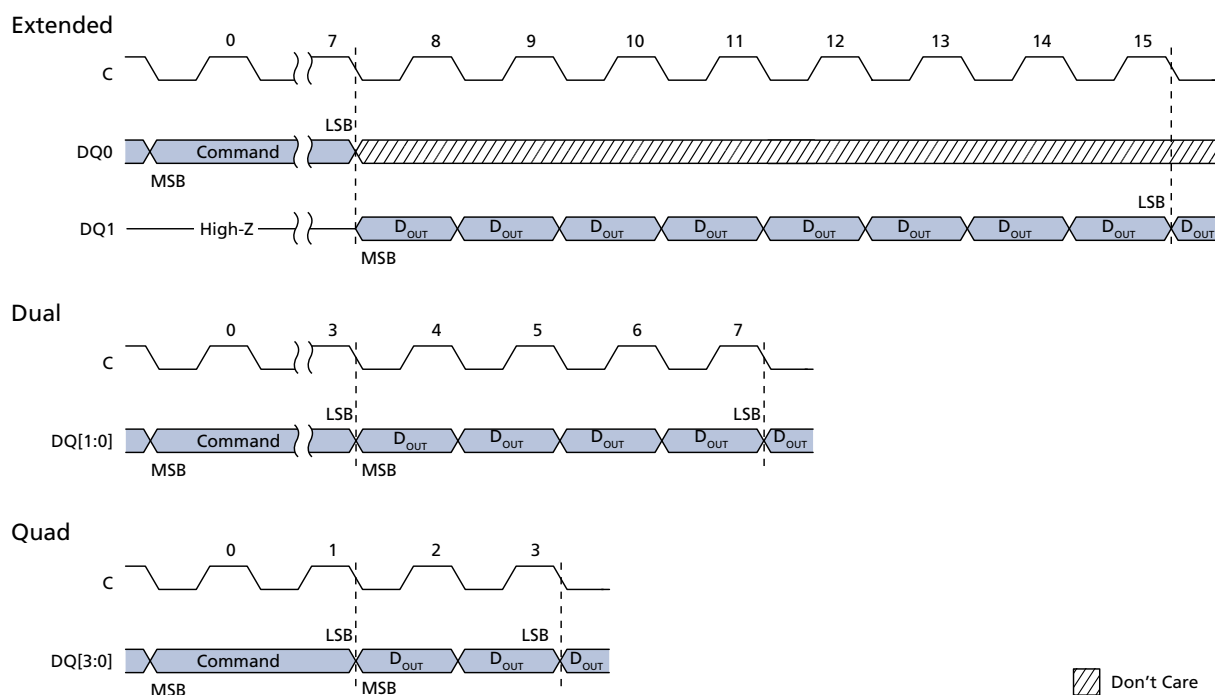 Extended
0 7 8 9 10 11 12 13 14 15
C
LSB
DQ0 Command
MSB
LSB
DQ1 High-Z DOUT DOUT DOUT DOUT DOUT DOUT DOUT DOUT DOUT
MSB
Dual
0 3 4 5 6 7
C
LSB LSB
DQ[1:0] Command DOUT DOUT DOUT DOUT DOUT
MSB MSB
Quad
0 1 2 3
C
LSB LSB
DQ[3:0] Command DOUT DOUT DOUT
MSB MSB
Don't Care